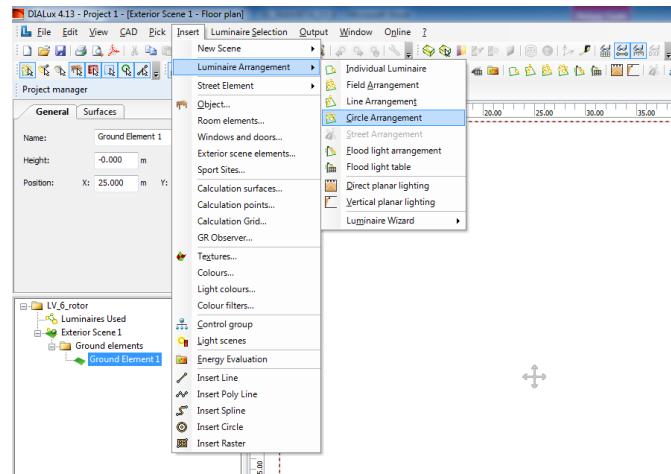 DIALux 4.13 - Project 1 - [Exterior Scene 1 - Floor plan]
File Edit View CAD Pick Insert Luminaire Selection Output Window Online ?
Project manager
General Surfaces
Name: Ground Element 1
Height: -0.000 m
Position: X: 25.000 m Y:
New Scene
Luminaire Arrangement
Street Element
Object...
Room elements...
Windows and doors...
Exterior scene elements...
Sport Sites...
Calculation surfaces...
Calculation points...
Calculation Grid...
GR Observer...
Textures...
Colours...
Light colours...
Colour filters...
Control group
Light scenes
Energy Evaluation
Insert Line
Insert Poly Line
Insert Spline
Insert Circle
Insert Raster
Individual Luminaire
Field Arrangement
Line Arrangement
Circle Arrangement
Street Arrangement
Flood light arrangement
Flood light table
Direct planar lighting
Vertical planar lighting
Luminaire Wizard
20.00 25.00 30.00 35.00
LV_6_rotor
Luminaires Used
Exterior Scene 1
Ground elements
Ground Element 1